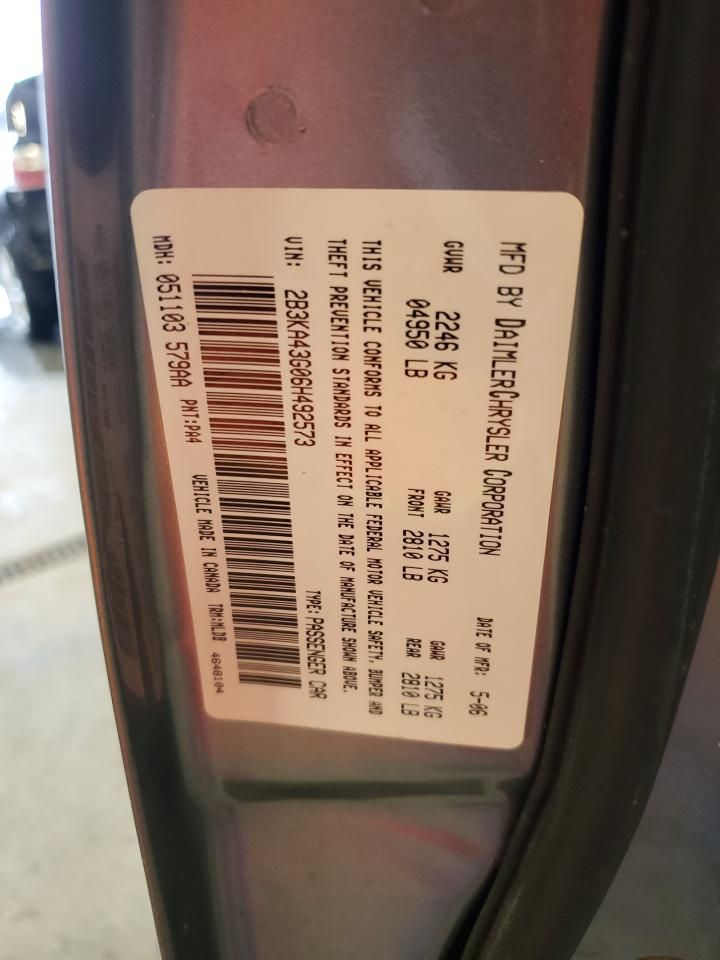 MFD BY DAIMLERCHRYSLER CORPORATION
DATE OF MFR: 5-06
GVWR 2246 KG
04950 LB
GAWR 1275 KG
FRONT 2810 LB
GAWR 1275 KG
REAR 2810 LB
THIS VEHICLE CONFORMS TO ALL APPLICABLE FEDERAL MOTOR VEHICLE SAFETY, BUMPER AND
THEFT PREVENTION STANDARDS IN EFFECT ON THE DATE OF MANUFACTURE SHOWN ABOVE.
VIN: 2B3KA43G06H492573
TYPE: PASSENGER CAR
MDH: 051103 579AA PNT:PA4
VEHICLE MADE IN CANADA TRM:MLDB
4648104